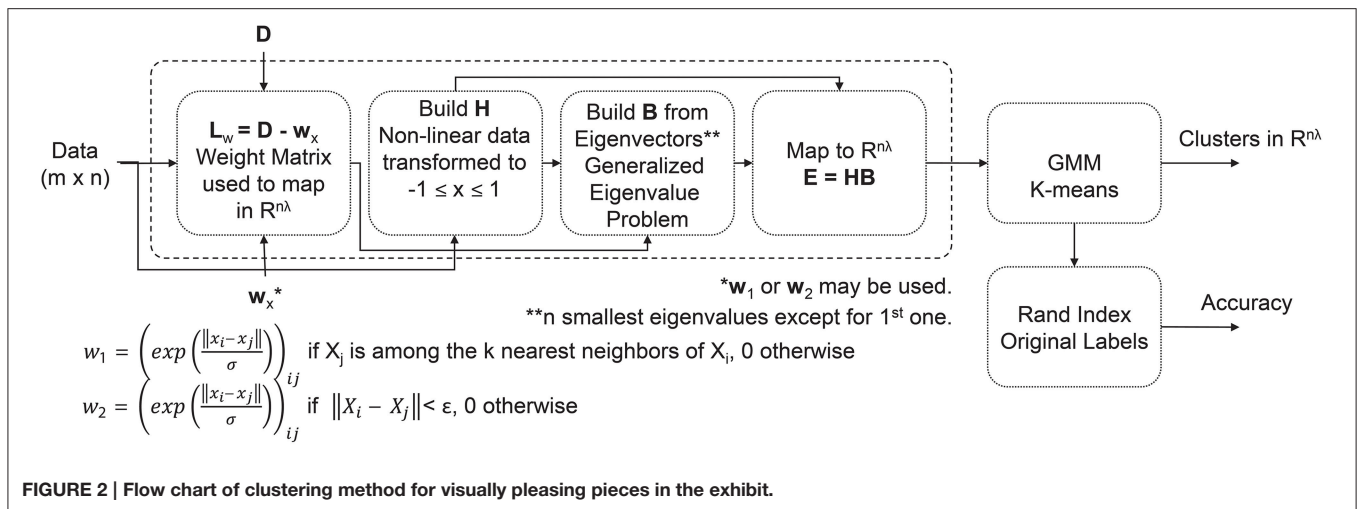 D
Data
(m x n)
L_w = D - w_x
Weight Matrix
used to map
in R^nλ
Build H
Non-linear data
transformed to
-1 ≤ x ≤ 1
Build B from
Eigenvectors**
Generalized
Eigenvalue
Problem
Map to R^nλ
E = HB
GMM
K-means
Clusters in R^nλ
Rand Index
Original Labels
Accuracy
w_x*
*w_1 or w_2 may be used.
**n smallest eigenvalues except for 1^st one.
w_1 = (exp(‖x_i−x_j‖/σ))_ij if X_j is among the k nearest neighbors of X_i, 0 otherwise
w_2 = (exp(‖x_i−x_j‖/σ))_ij if ‖X_i − X_j‖< ε, 0 otherwise
FIGURE 2 | Flow chart of clustering method for visually pleasing pieces in the exhibit.